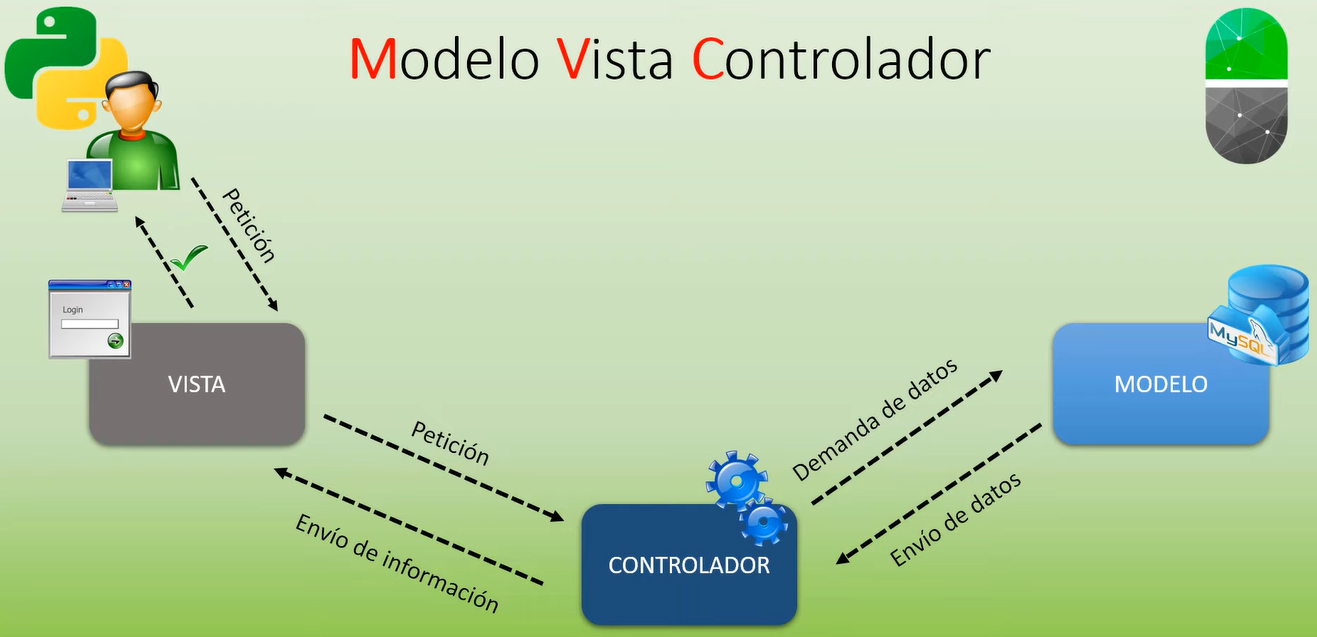 Modelo Vista Controlador
Petición
Login
VISTA
Petición
Envío de información
CONTROLADOR
Demanda de datos
Envío de datos
MODELO
MySQL